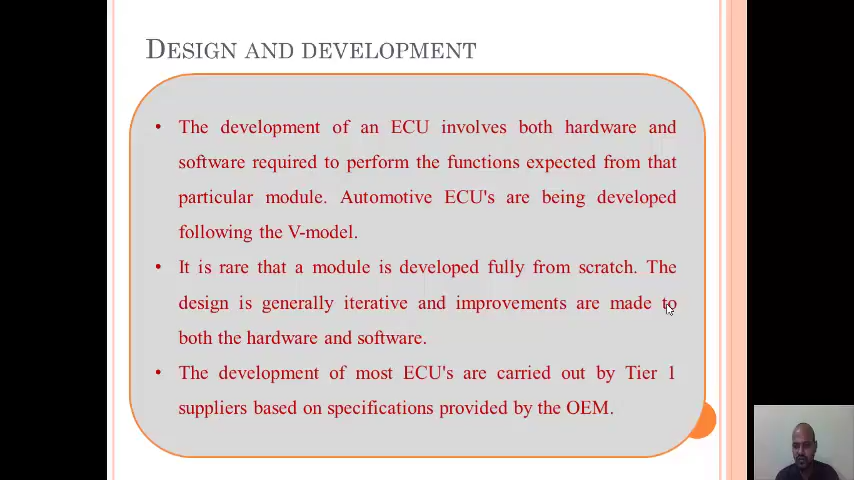 DESIGN AND DEVELOPMENT
• The development of an ECU involves both hardware and
software required to perform the functions expected from that
particular module. Automotive ECU's are being developed
following the V-model.
• It is rare that a module is developed fully from scratch. The
design is generally iterative and improvements are made to
both the hardware and software.
• The development of most ECU's are carried out by Tier 1
suppliers based on specifications provided by the OEM.